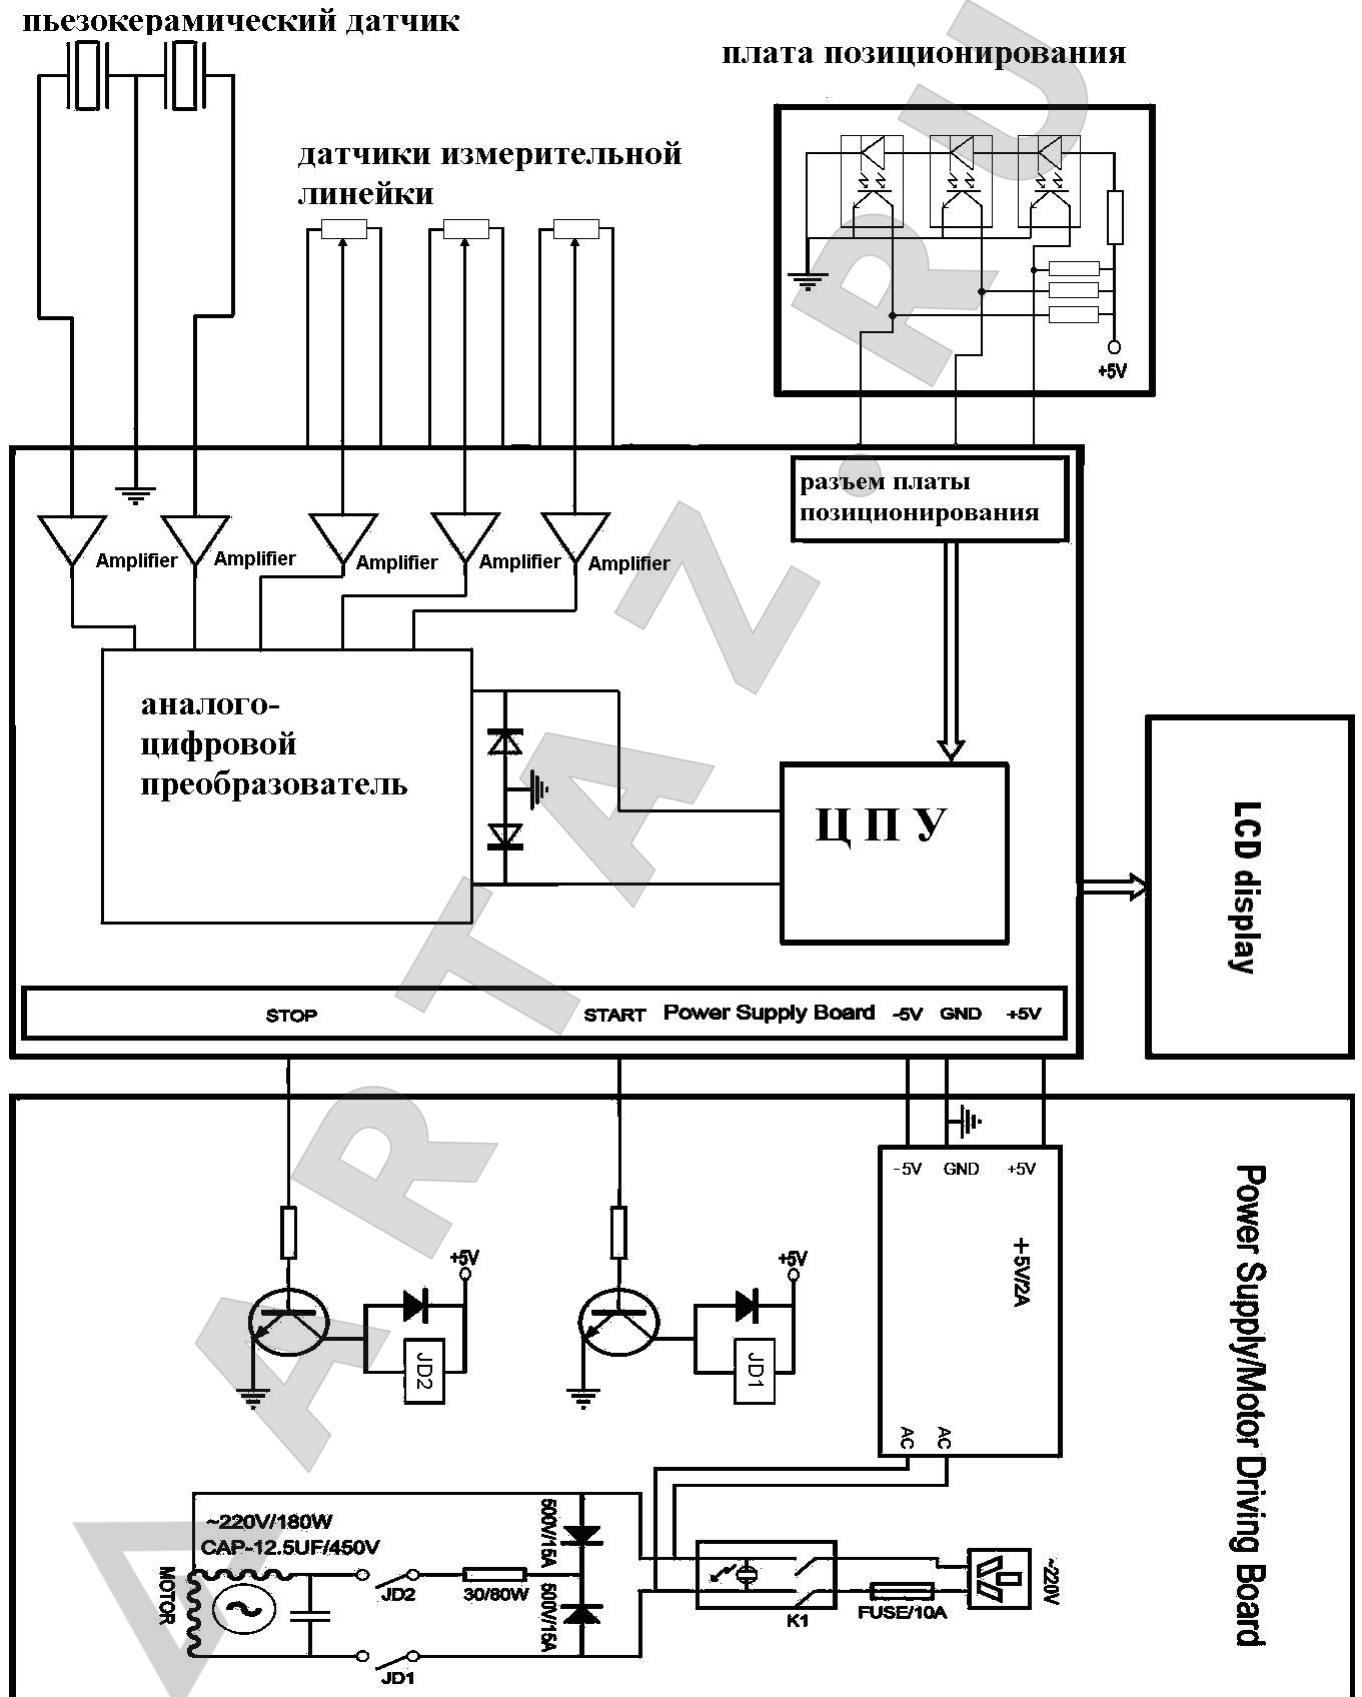 пьезокерамический датчик
плата позиционирования
датчики измерительной
линейки
+5V
разъем платы
позиционирования
Amplifier
Amplifier
Amplifier
Amplifier
Amplifier
аналого-
цифровой
преобразователь
Ц П У
LCD display
STOP
START
Power Supply Board
-5V
GND
+5V
-5V
GND
+5V
+5V/2A
AC
AC
Power Supply/Motor Driving Board
+5V
JD2
+5V
JD1
~220V/180W
CAP-12.5UF/450V
MOTOR
JD2
30/80W
500V/15A
500V/15A
JD1
K1
FUSE/10A
~220V
ARTAZ.RU